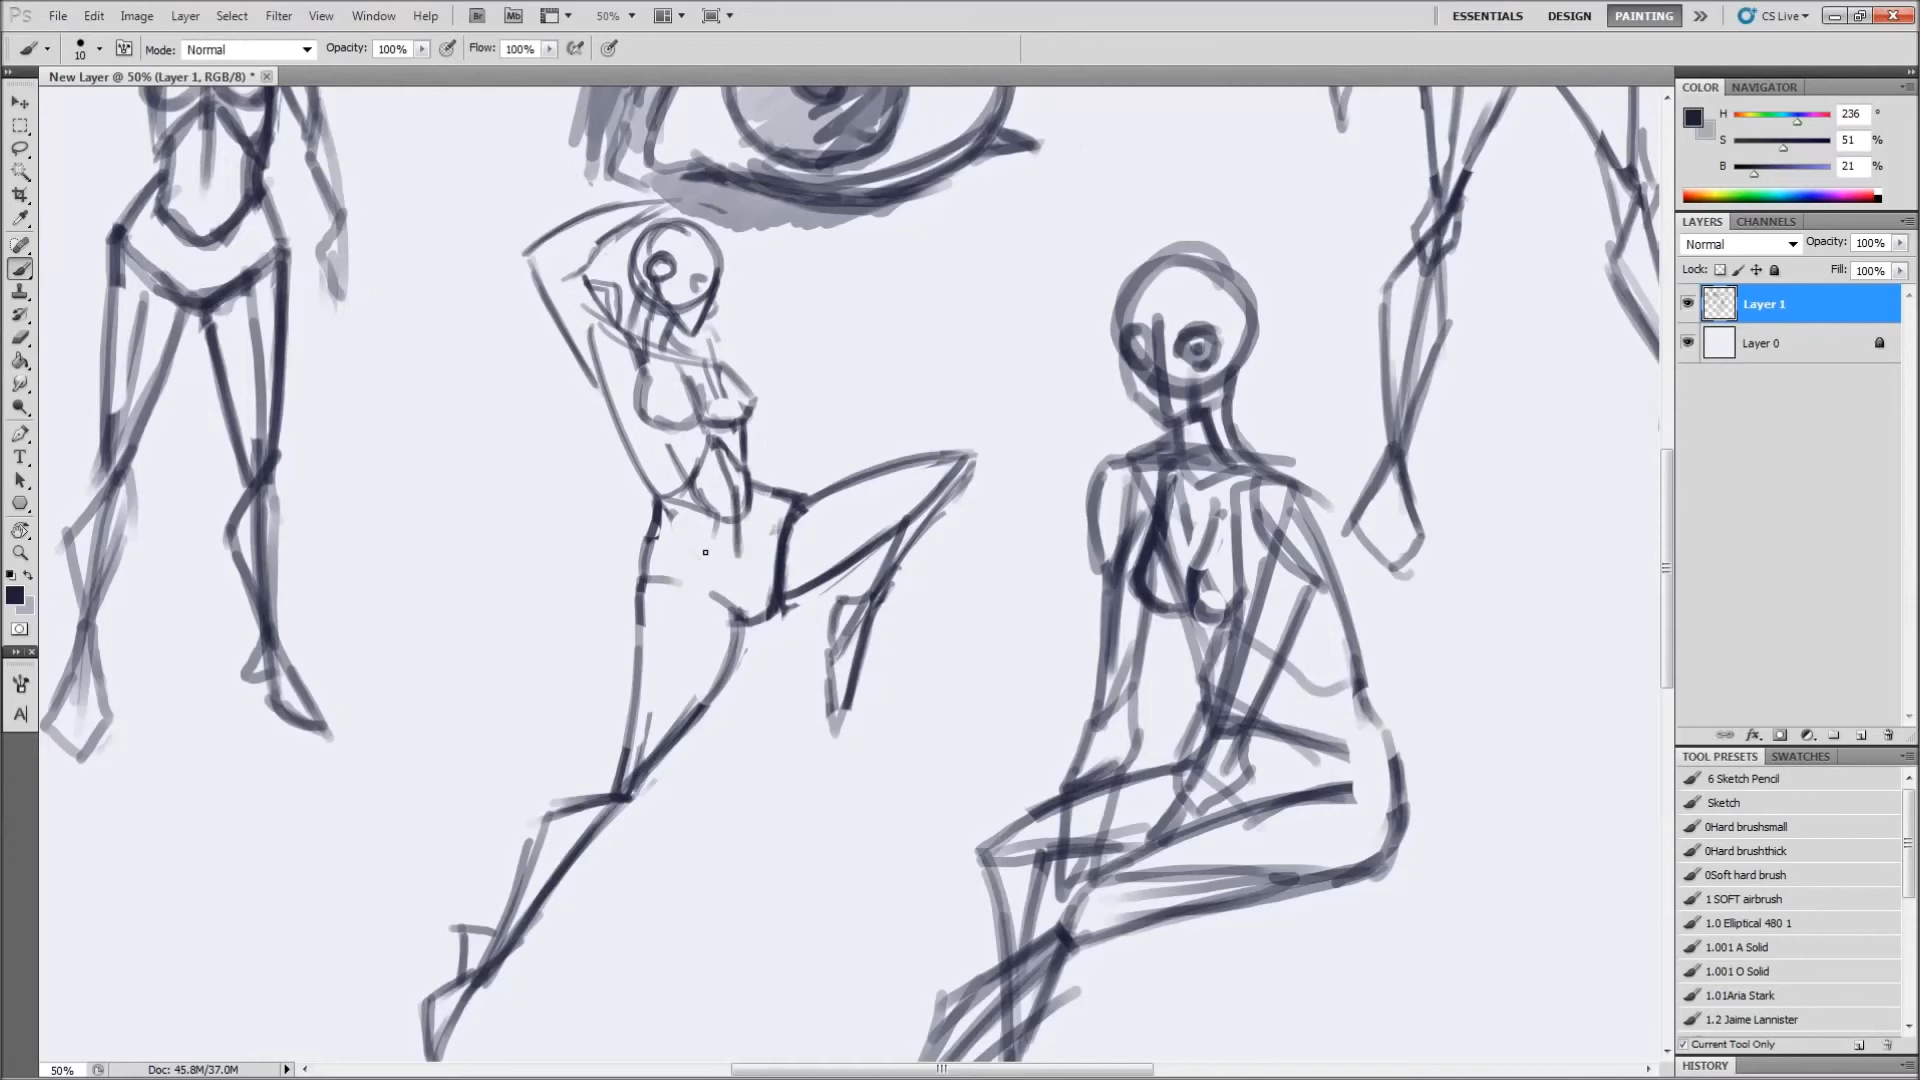 Ps File Edit Image Layer Select Filter View Window Help Br Mb 50% ESSENTIALS DESIGN PAINTING CS Live
10 Mode: Normal Opacity: 100% Flow: 100%
New Layer @ 50% (Layer 1, RGB/8) *
COLOR NAVIGATOR
H 236 °
S 51 %
B 21 %
LAYERS CHANNELS
Normal Opacity: 100%
Lock: Fill: 100%
Layer 1
Layer 0
TOOL PRESETS SWATCHES
6 Sketch Pencil
Sketch
0Hard brushsmall
0Hard brushthick
0Soft hard brush
1 SOFT airbrush
1.0 Elliptical 480 1
1.001 A Solid
1.001 O Solid
1.01Aria Stark
1.2 Jaime Lannister
Current Tool Only
HISTORY
50% Doc: 45.8M/37.0M